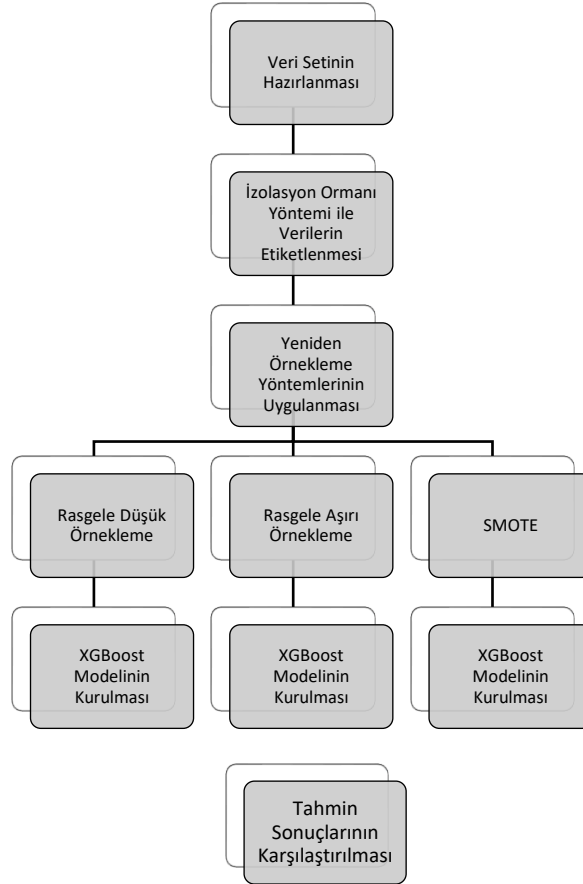 Veri Setinin
Hazırlanması
İzolasyon Ormanı
Yöntemi ile
Verilerin
Etiketlenmesi
Yeniden
Örnekleme
Yöntemlerinin
Uygulanması
Rasgele Düşük
Örnekleme
Rasgele Aşırı
Örnekleme
SMOTE
XGBoost
Modelinin
Kurulması
XGBoost
Modelinin
Kurulması
XGBoost
Modelinin
Kurulması
Tahmin
Sonuçlarının
Karşılaştırılması